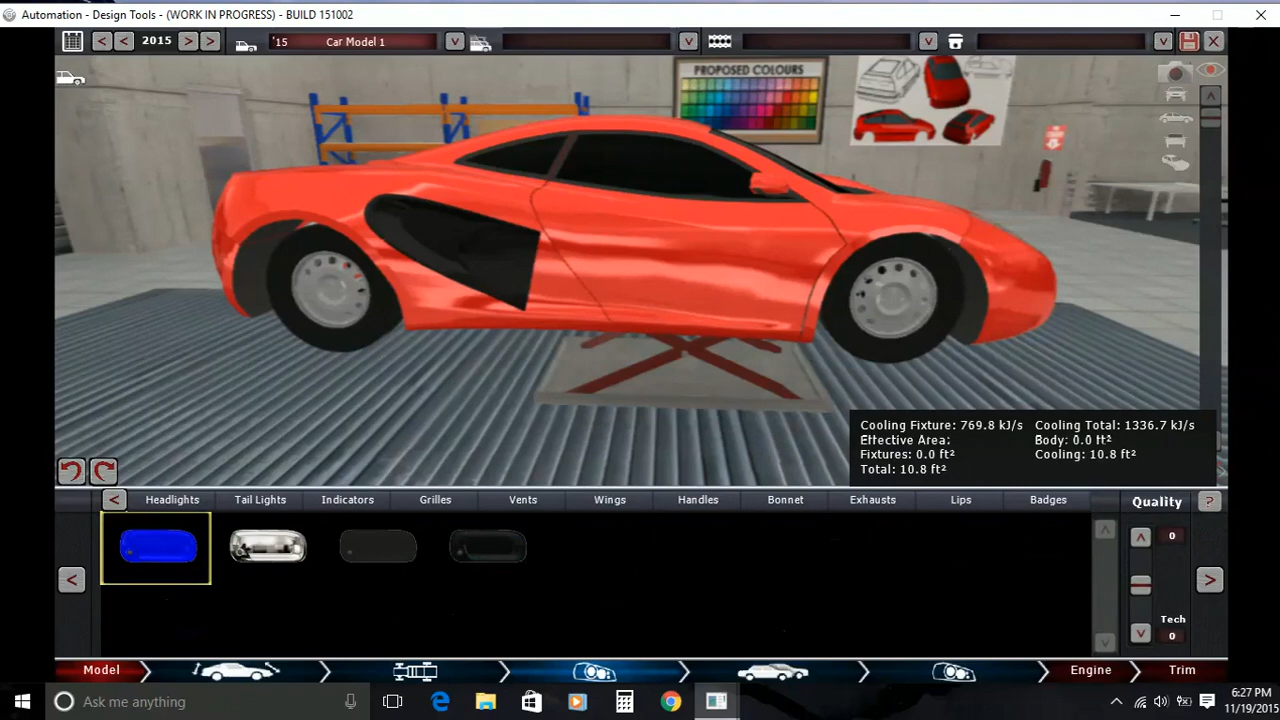 Automation - Design Tools - (WORK IN PROGRESS) - BUILD 151002
2015
'15 Car Model 1
PROPOSED COLOURS
Cooling Fixture: 769.8 kJ/s
Effective Area:
Fixtures: 0.0 ft²
Total: 10.8 ft²
Cooling Total: 1336.7 kJ/s
Body: 0.0 ft²
Cooling: 10.8 ft²
Headlights Tail Lights Indicators Grilles Vents Wings Handles Bonnet Exhausts Lips Badges
Quality ?
0
Tech
0
Model Engine Trim
Ask me anything
6:27 PM
11/19/2015